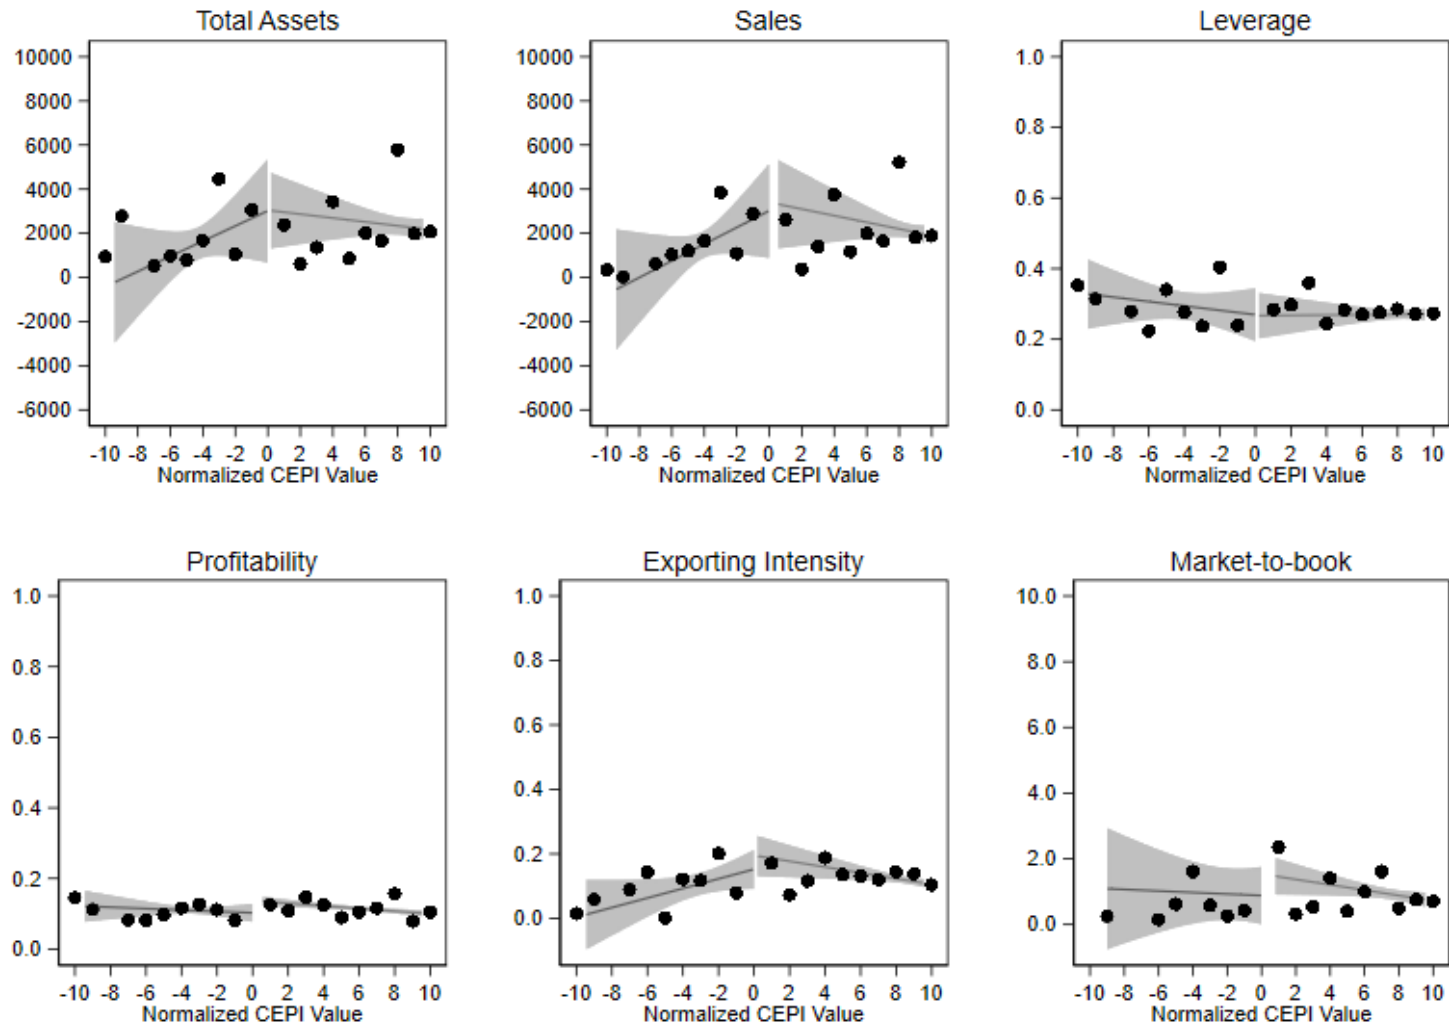 Total Assets
10000
8000
6000
4000
2000
0
-2000
-4000
-6000
-10 -8 -6 -4 -2 0 2 4 6 8 10
Normalized CEPI Value
Sales
10000
8000
6000
4000
2000
0
-2000
-4000
-6000
-10 -8 -6 -4 -2 0 2 4 6 8 10
Normalized CEPI Value
Leverage
1.0
0.8
0.6
0.4
0.2
0.0
-10 -8 -6 -4 -2 0 2 4 6 8 10
Normalized CEPI Value
Profitability
1.0
0.8
0.6
0.4
0.2
0.0
-10 -8 -6 -4 -2 0 2 4 6 8 10
Normalized CEPI Value
Exporting Intensity
1.0
0.8
0.6
0.4
0.2
0.0
-10 -8 -6 -4 -2 0 2 4 6 8 10
Normalized CEPI Value
Market-to-book
10.0
8.0
6.0
4.0
2.0
0.0
-10 -8 -6 -4 -2 0 2 4 6 8 10
Normalized CEPI Value